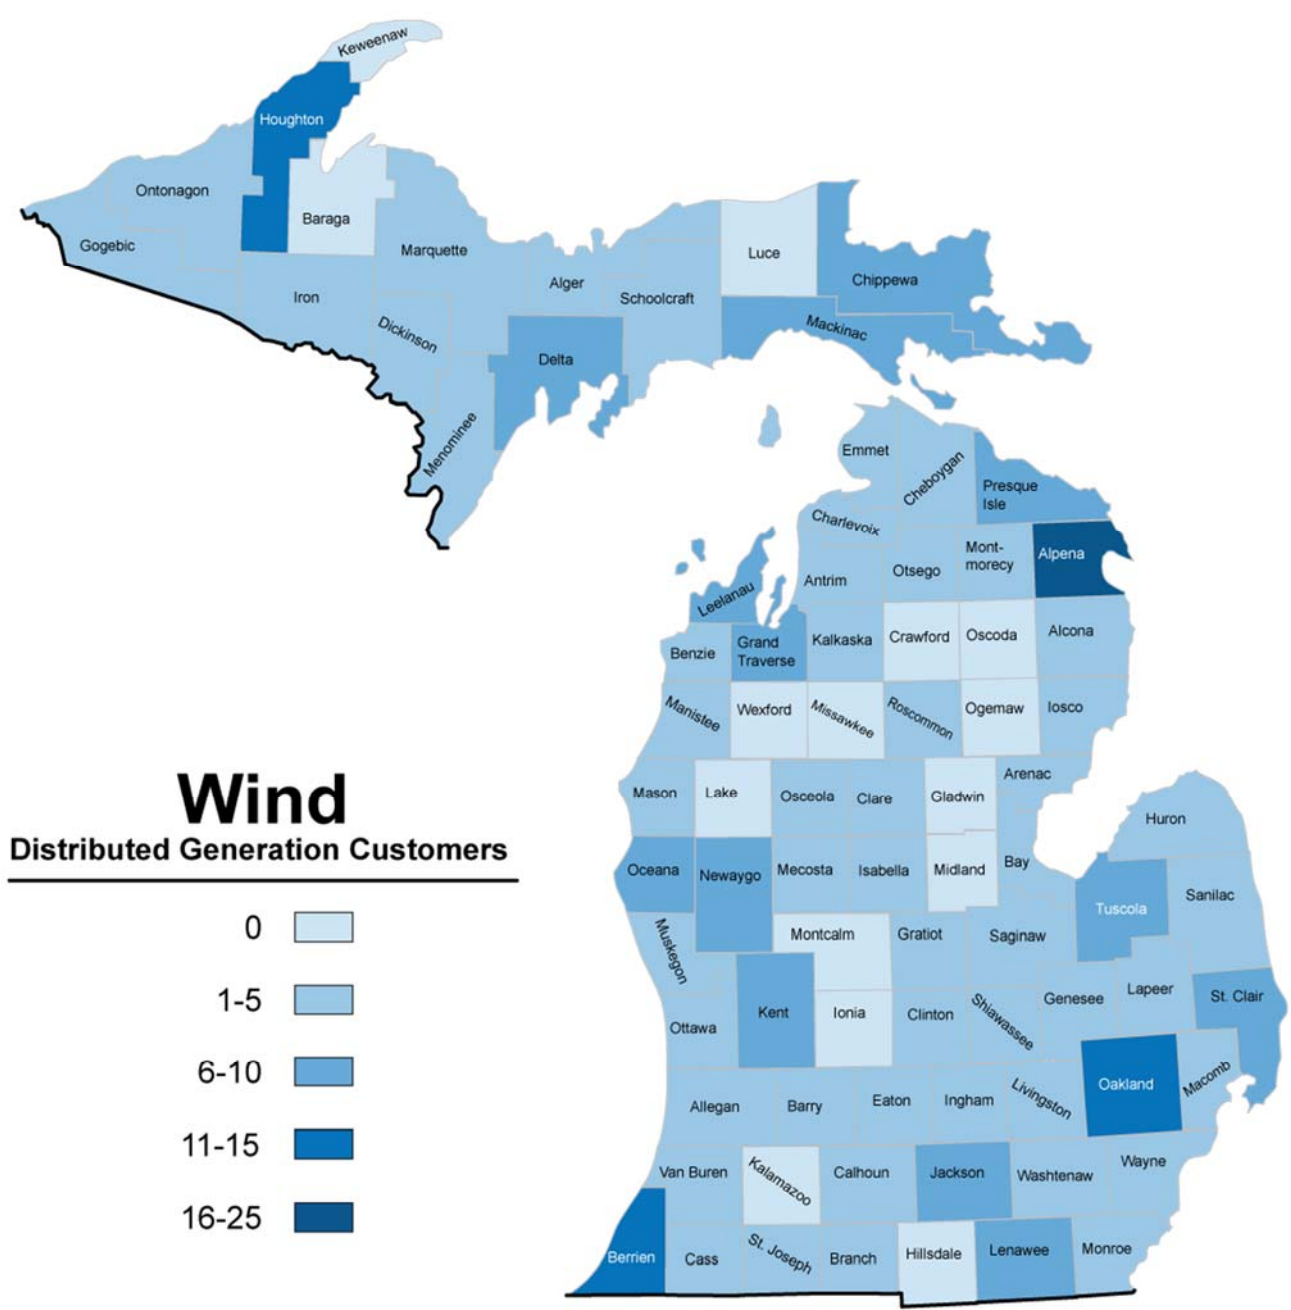 Keweenaw
Houghton
Ontonagon
Baraga
Gogebic
Marquette
Luce
Iron
Alger
Schoolcraft
Chippewa
Dickinson
Mackinac
Delta
Menominee
Emmet
Cheboygan
Presque
Isle
Charlevoix
Mont-
morecy
Alpena
Antrim
Otsego
Leelanau
Benzie
Grand
Traverse
Kalkaska
Crawford
Oscoda
Alcona
Manistee
Wexford
Missawkee
Roscommon
Ogemaw
Iosco
Mason
Lake
Osceola
Clare
Gladwin
Arenac
Huron
Oceana
Newaygo
Mecosta
Isabella
Midland
Bay
Tuscola
Sanilac
Muskegon
Montcalm
Gratiot
Saginaw
Ottawa
Kent
Ionia
Clinton
Shiawassee
Genesee
Lapeer
St. Clair
Allegan
Barry
Eaton
Ingham
Livingston
Oakland
Macomb
Van Buren
Kalamazoo
Calhoun
Jackson
Washtenaw
Wayne
Berrien
Cass
St. Joseph
Branch
Hillsdale
Lenawee
Monroe
Wind
Distributed Generation Customers
0
1-5
6-10
11-15
16-25